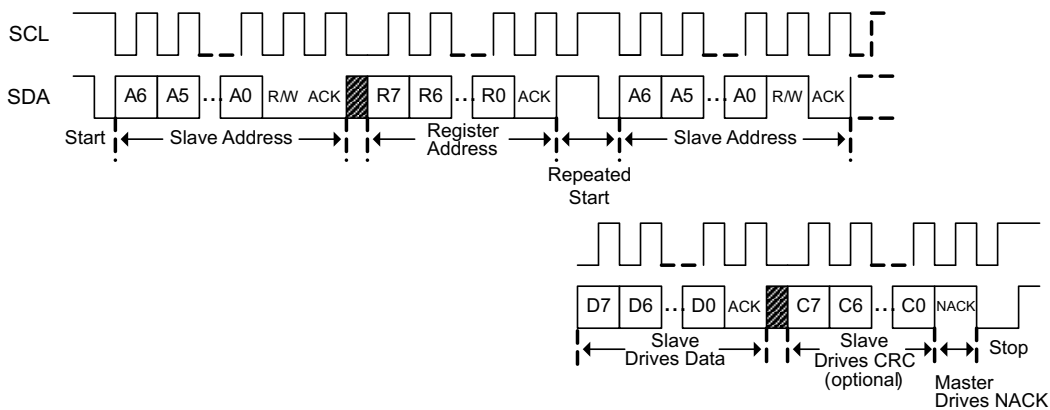 SCL
SDA
A6 A5 ... A0 R/W ACK R7 R6 ... R0 ACK A6 A5 ... A0 R/W ACK
Start
Slave Address
Register
Address
Repeated
Start
Slave Address
D7 D6 ... D0 ACK C7 C6 ... C0 NACK
Slave
Drives Data
Slave
Drives CRC
(optional)
Master
Drives NACK
Stop